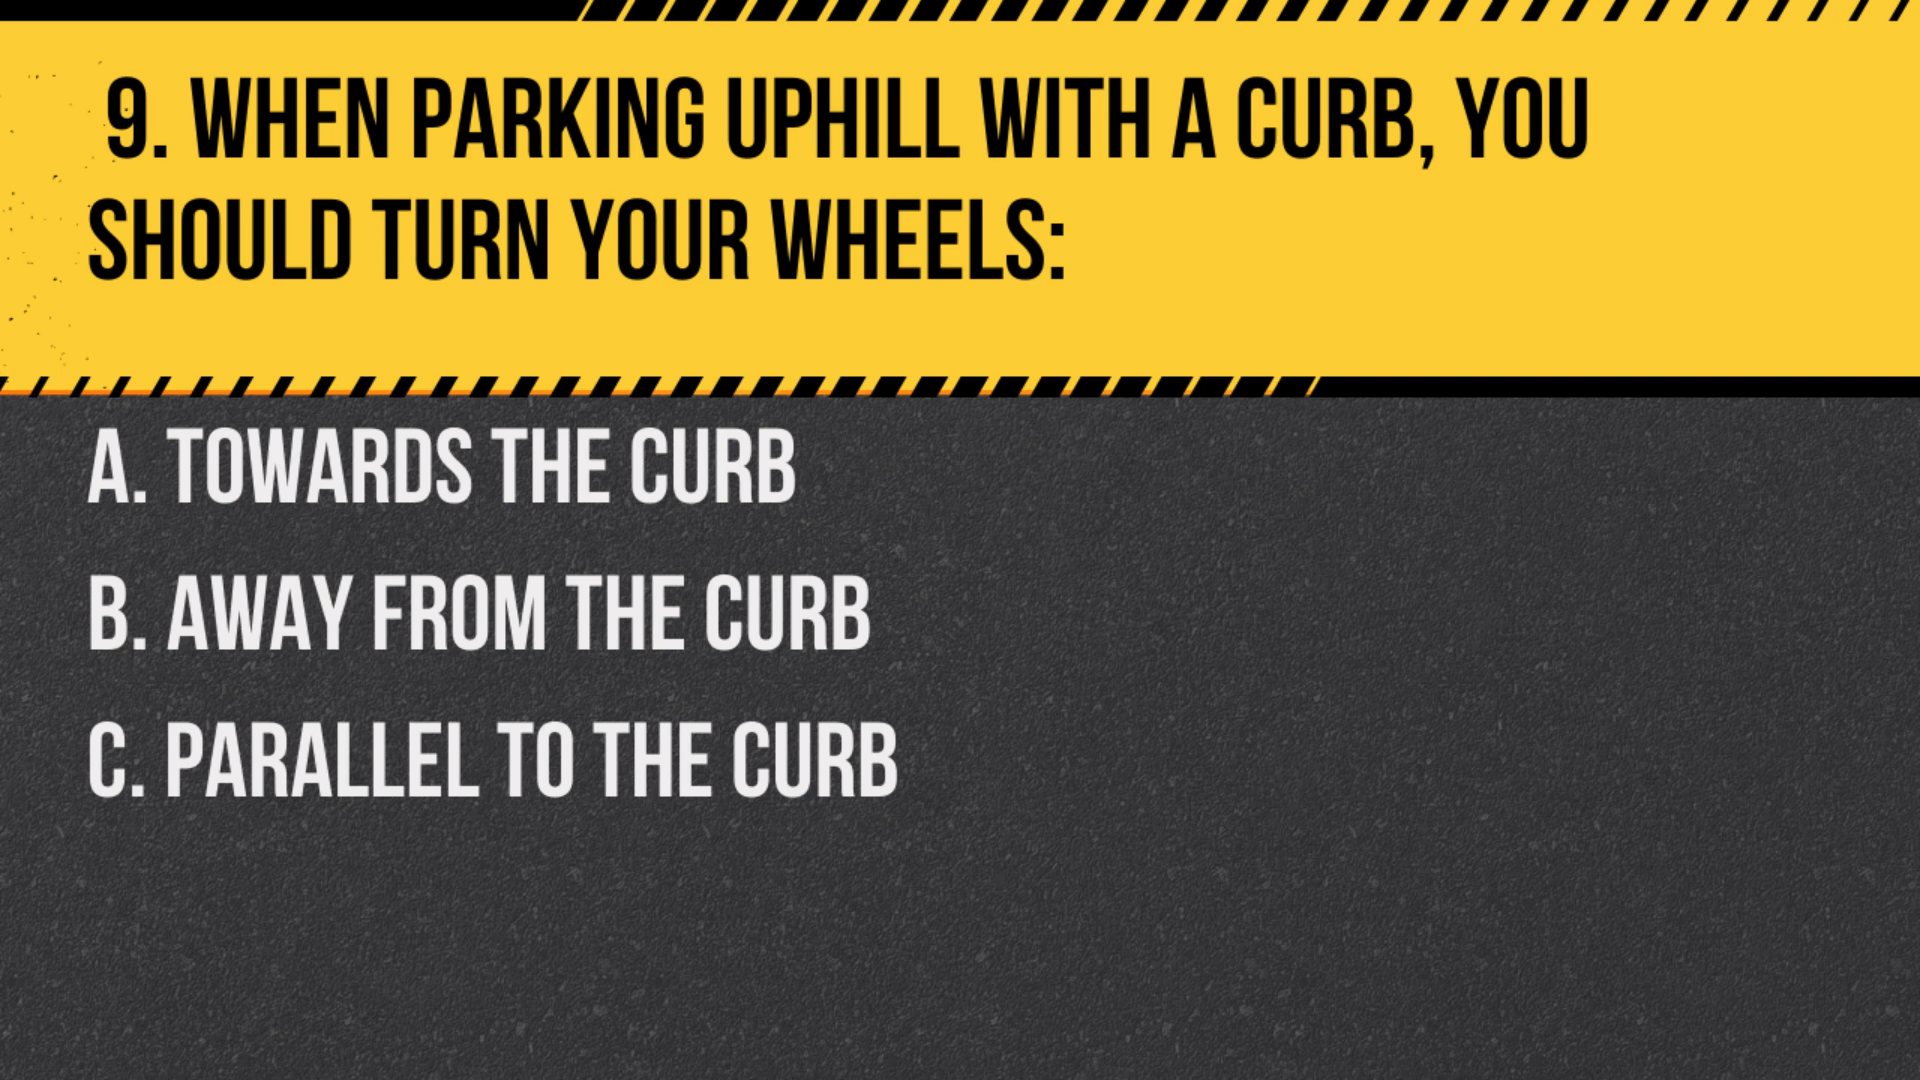 9. WHEN PARKING UPHILL WITH A CURB, YOU
SHOULD TURN YOUR WHEELS:
A. TOWARDS THE CURB
B. AWAY FROM THE CURB
C. PARALLEL TO THE CURB